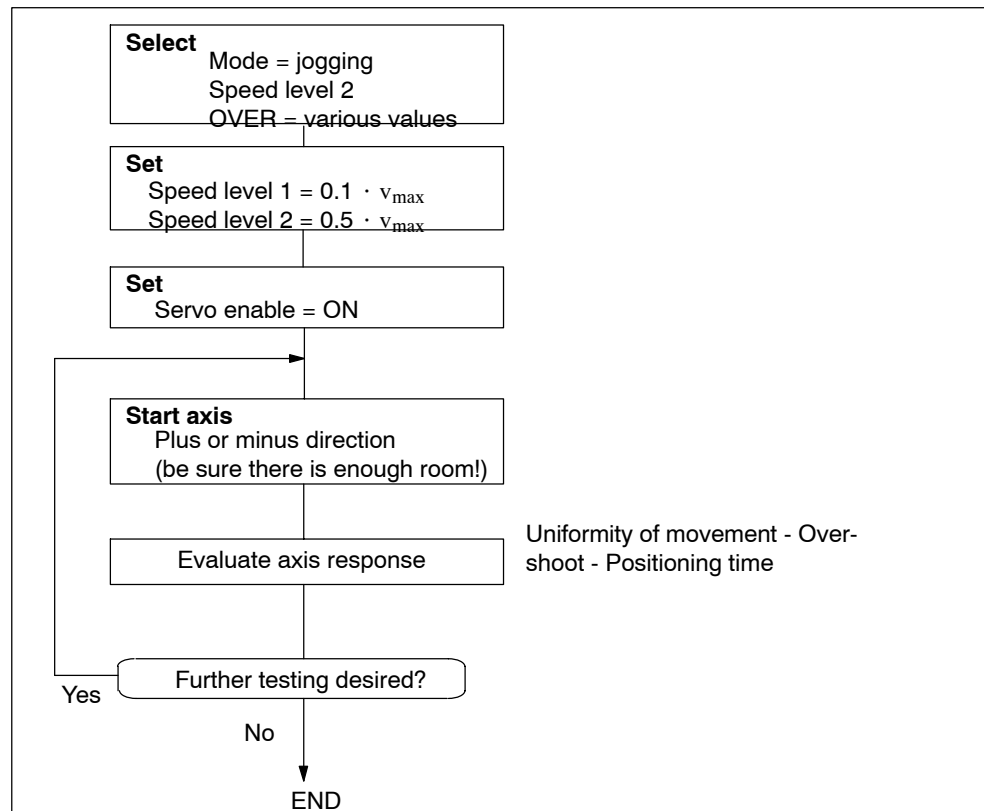 Select
Mode = jogging
Speed level 2
OVER = various values
Set
Speed level 1 = 0.1 · vmax
Speed level 2 = 0.5 · vmax
Set
Servo enable = ON
Start axis
Plus or minus direction
(be sure there is enough room!)
Evaluate axis response
Uniformity of movement - Over-
shoot - Positioning time
Further testing desired?
Yes
No
END